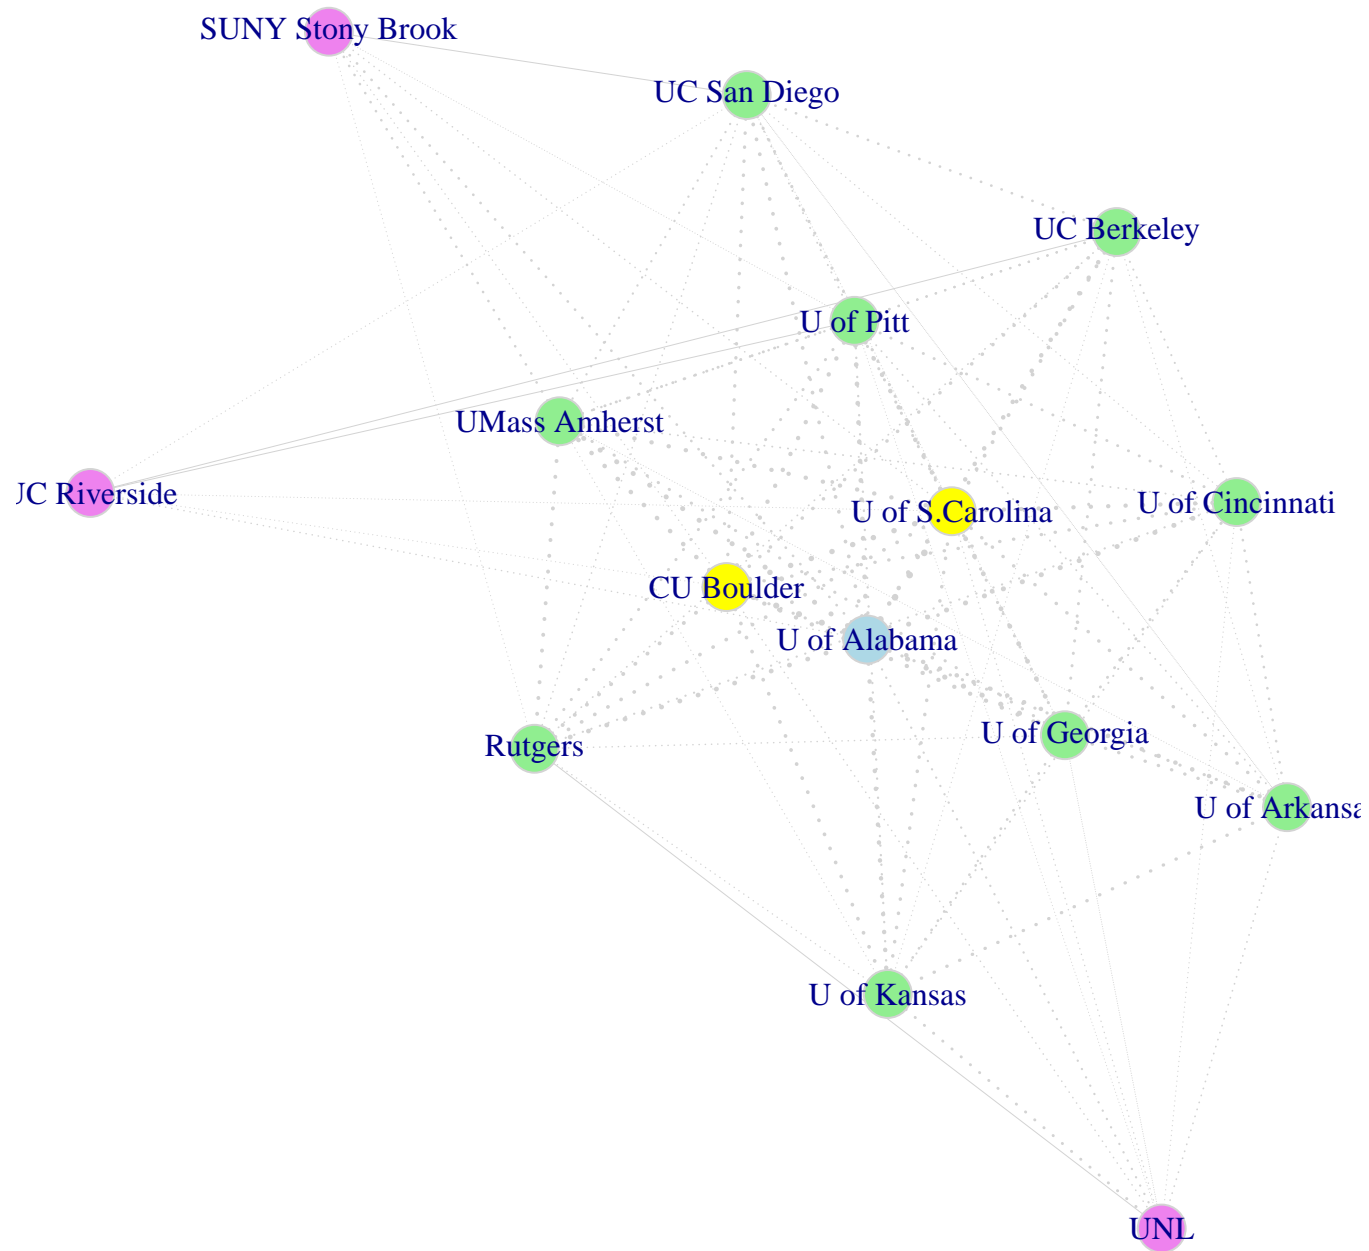 SUNY Stony Brook
UC San Diego
UC Berkeley
U of Pitt
UMass Amherst
JC Riverside
U of S.Carolina
U of Cincinnati
CU Boulder
U of Alabama
U of Georgia
Rutgers
U of Arkansa
U of Kansas
UNL